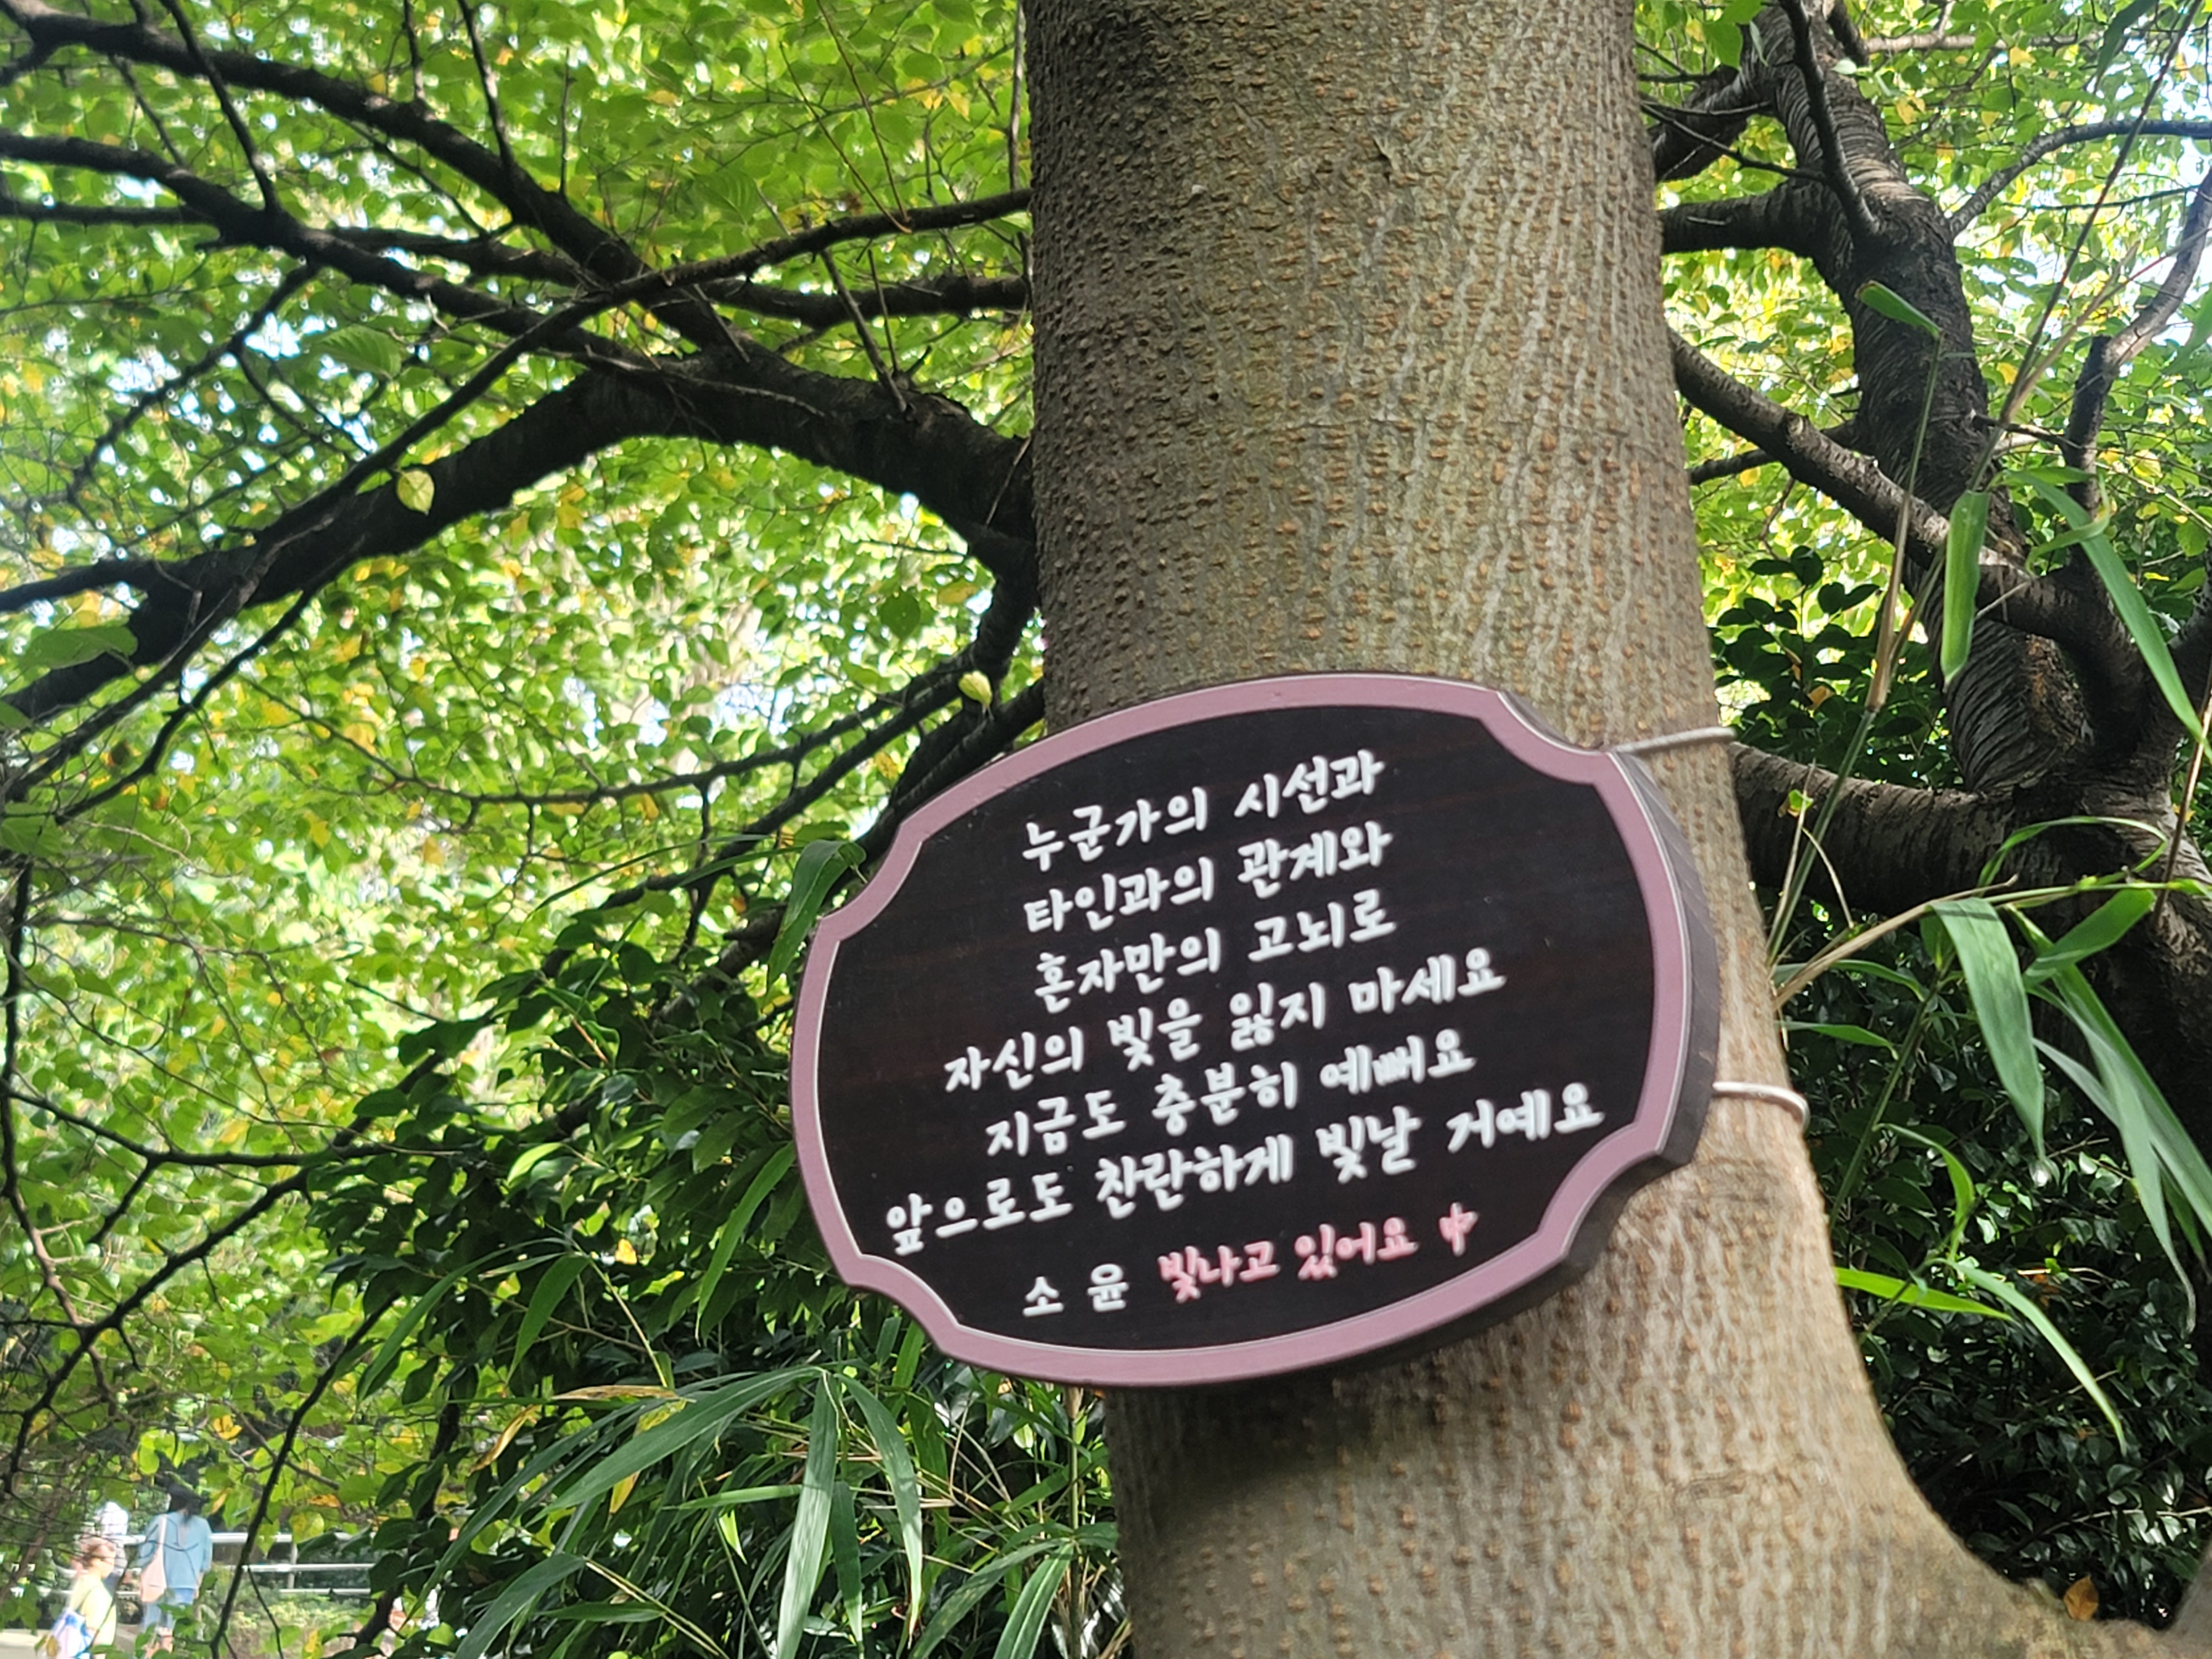 누군가의 시선과
타인과의 관계와
혼자만의 고뇌로
자신의 빛을 잃지 마세요
지금도 충분히 예뻐요
앞으로도 찬란하게 빛날 거예요
소 윤 빛나고 있어요 中